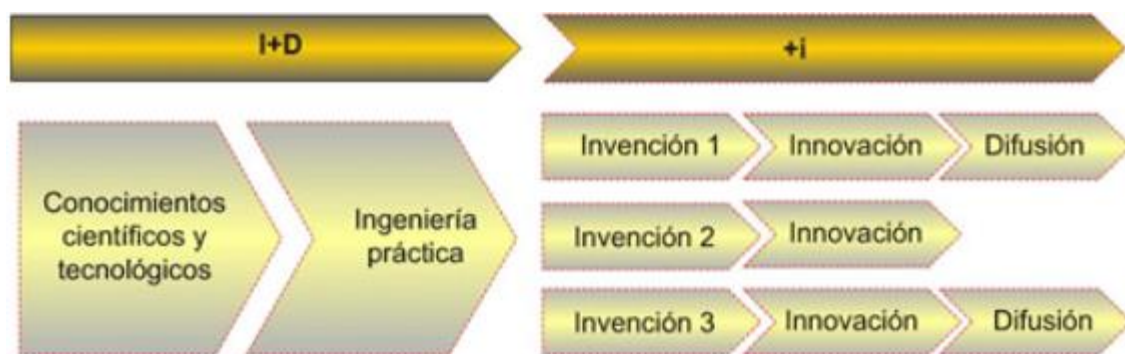 I+D
+i
Conocimientos
científicos y
tecnológicos
Ingeniería
práctica
Invención 1
Innovación
Difusión
Invención 2
Innovación
Invención 3
Innovación
Difusión